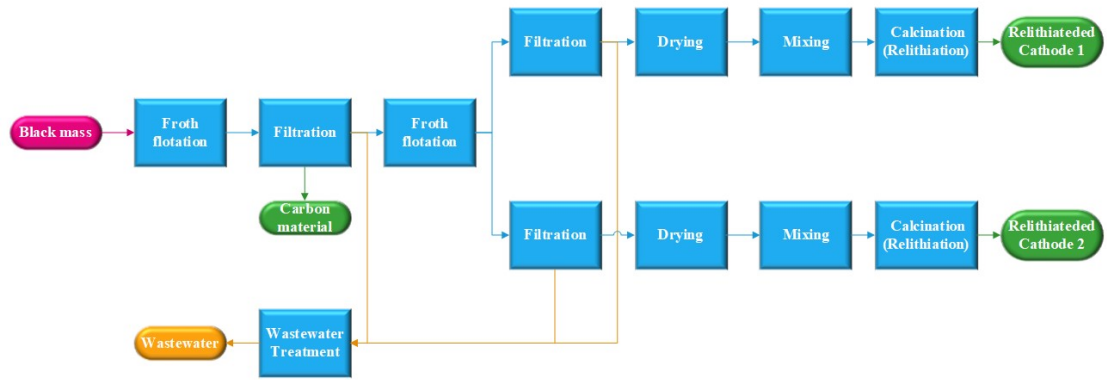 Black mass
Froth
flotation
Filtration
Carbon
material
Froth
flotation
Filtration
Drying
Mixing
Calcination
(Relithiation)
Relithiateded
Cathode 1
Filtration
Drying
Mixing
Calcination
(Relithiation)
Relithiateded
Cathode 2
Wastewater
Treatment
Wastewater